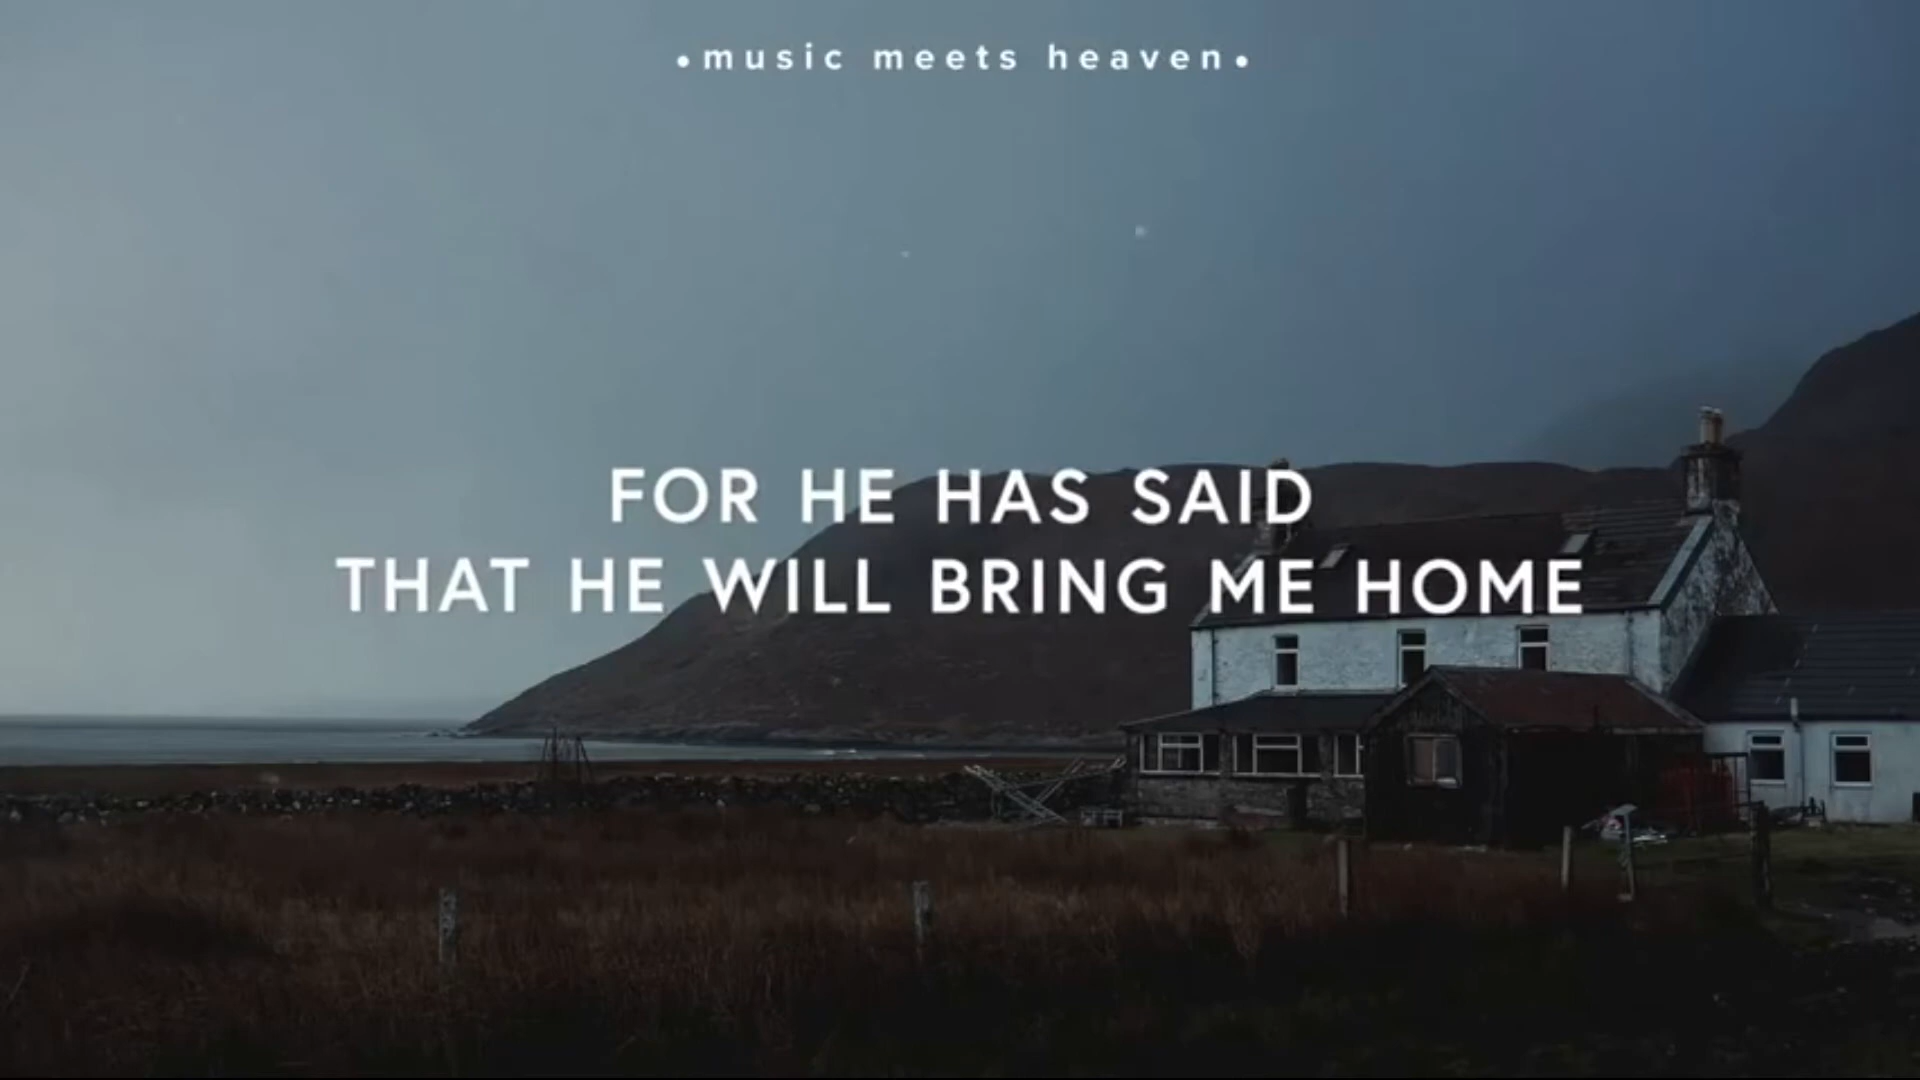 •music meets heaven•
FOR HE HAS SAID
THAT HE WILL BRING ME HOME